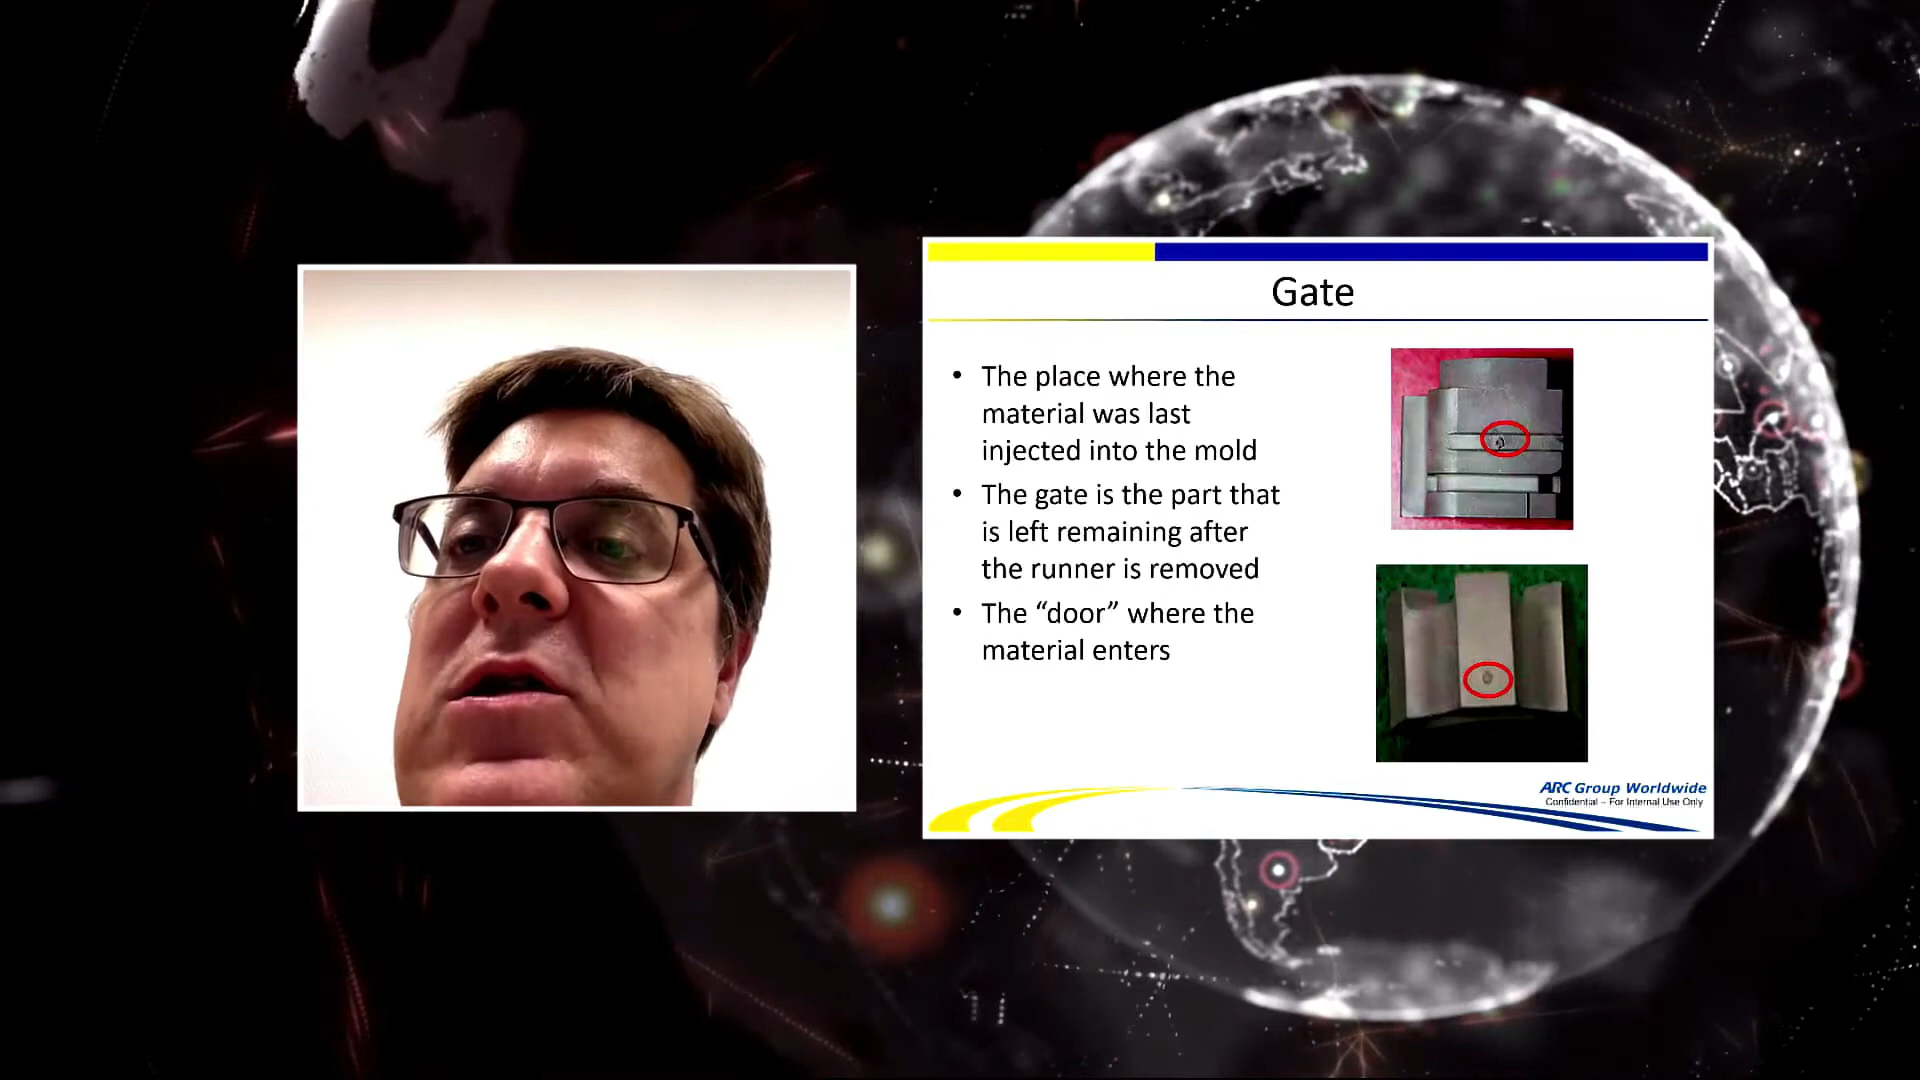 Gate
• The place where the
material was last
injected into the mold
• The gate is the part that
is left remaining after
the runner is removed
• The “door” where the
material enters
ARC Group Worldwide
Confidential – For Internal Use Only